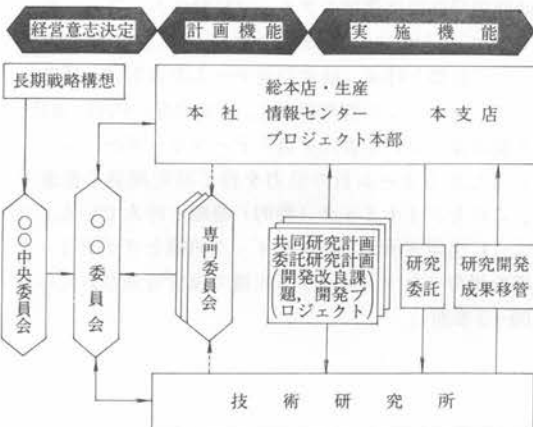 経営意志決定
計画機能
実施機能
長期戦略構想
総本店・生産
本社 情報センター 本支店
プロジェクト本部
〇〇中央委員会
〇〇委員会
専門委員会
共同研究計画
委託研究計画
(開発改良課
題，開発プ
ロジェクト)
研究
委託
研究開発
成果移管
技術研究所